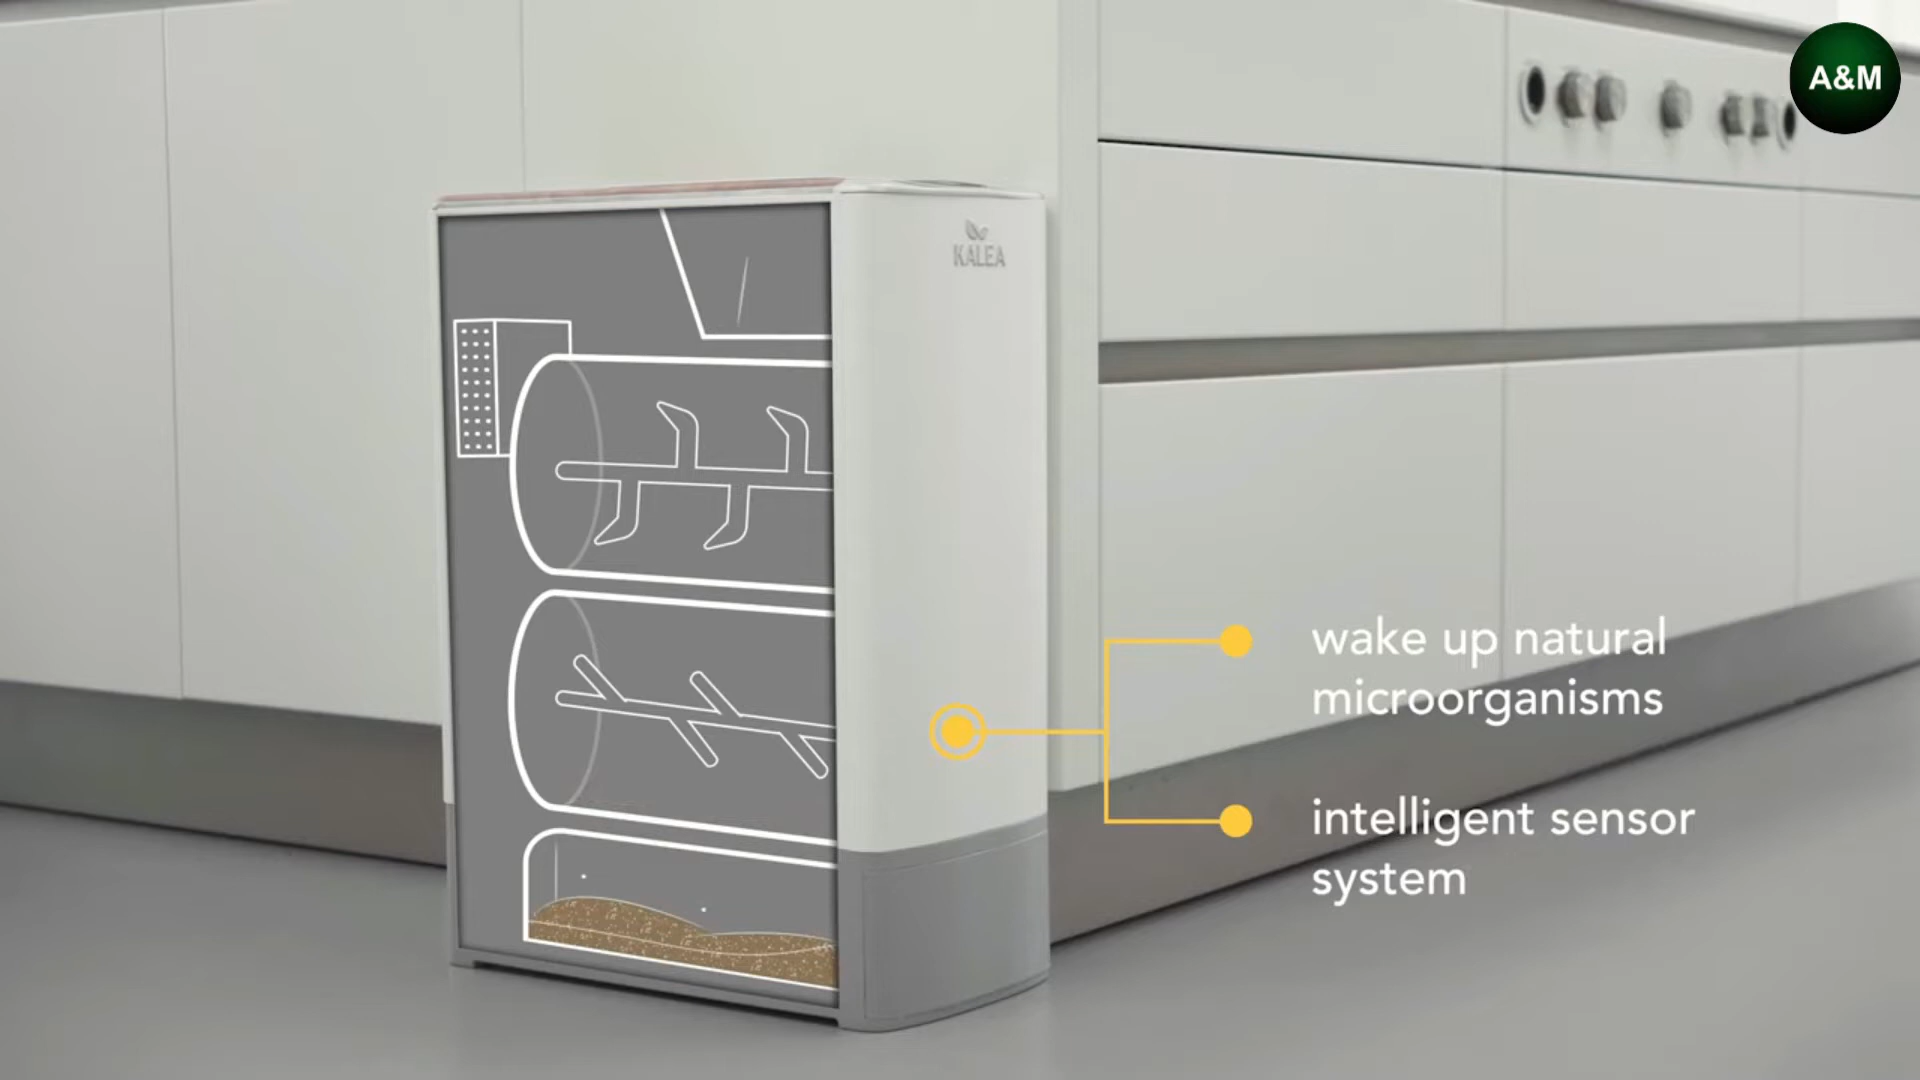 A&M
KALEA
wake up natural
microorganisms
intelligent sensor
system